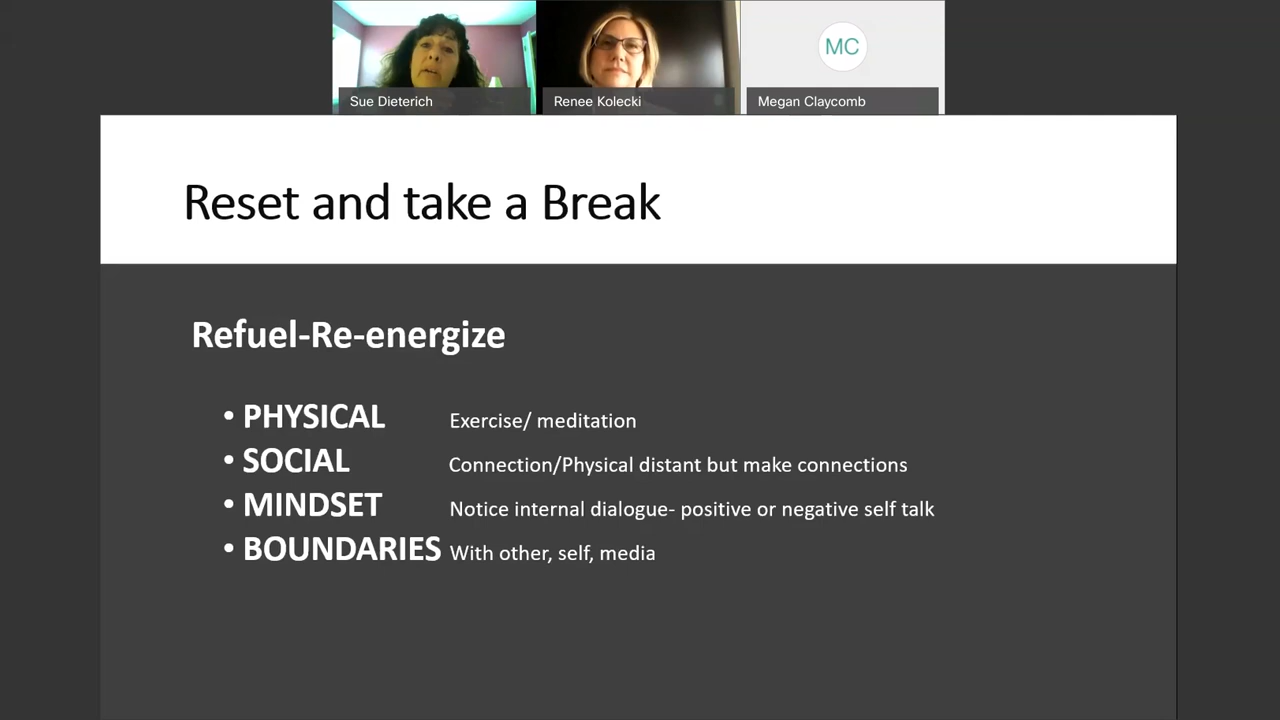 MC
Sue Dieterich
Renee Kolecki
Megan Claycomb
Reset and take a Break
Refuel-Re-energize
• PHYSICAL Exercise/ meditation
• SOCIAL Connection/Physical distant but make connections
• MINDSET Notice internal dialogue- positive or negative self talk
• BOUNDARIES With other, self, media